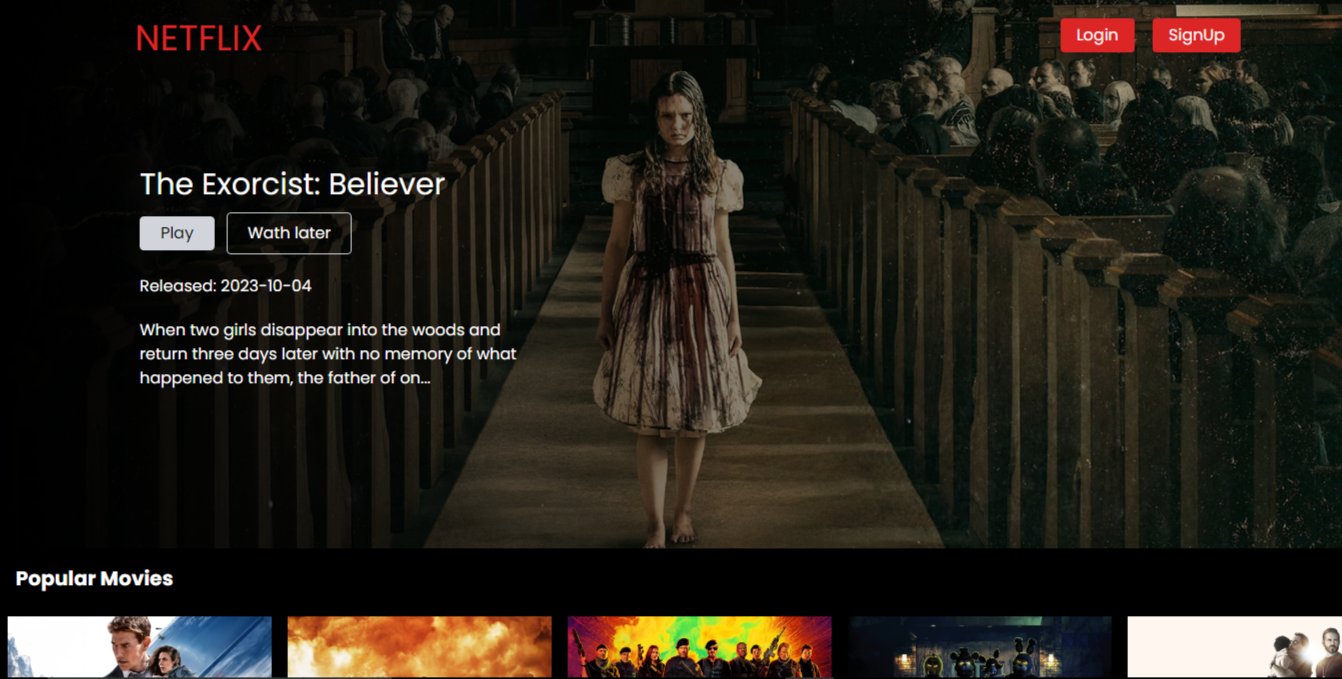 NETFLIX
Login
SignUp
The Exorcist: Believer
Play
Wath later
Released: 2023-10-04
When two girls disappear into the woods and
return three days later with no memory of what
happened to them, the father of on...
Popular Movies